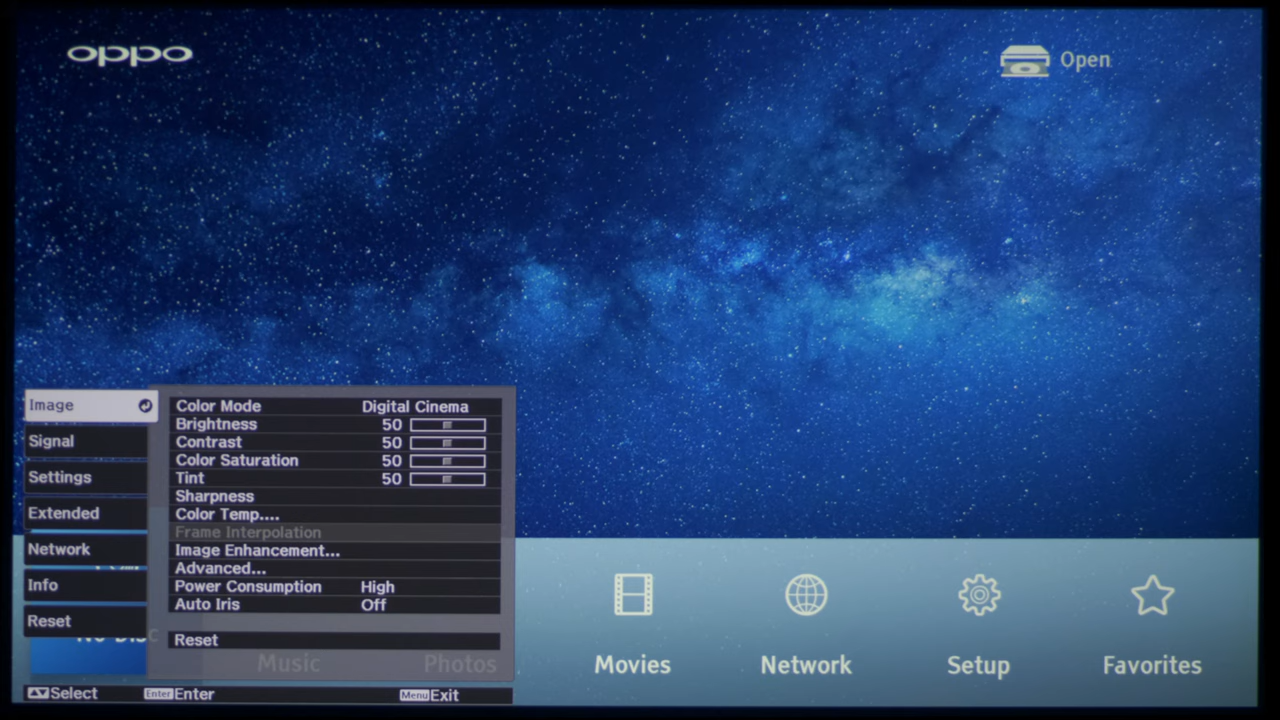 oppo
Open
Image
Signal
Settings
Extended
Network
Info
Reset
Color Mode Digital Cinema
Brightness 50
Contrast 50
Color Saturation 50
Tint 50
Sharpness
Color Temp....
Frame Interpolation
Image Enhancement...
Advanced...
Power Consumption High
Auto Iris Off
Reset
No Disc
Music
Photos
Movies
Network
Setup
Favorites
Select
Enter Enter
Menu Exit